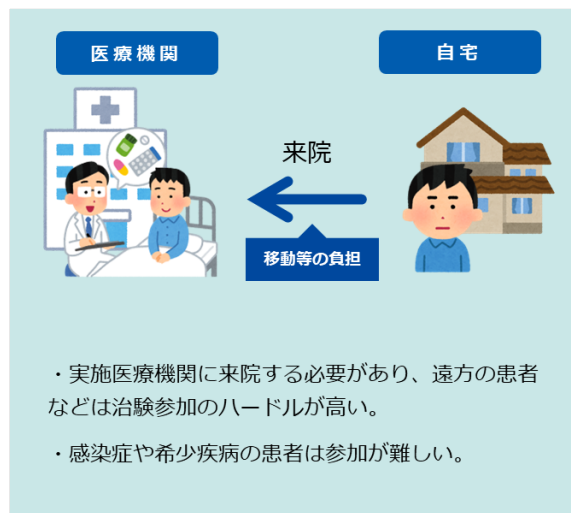 医療機関
自宅
来院
移動等の負担
・実施医療機関に来院する必要があり、遠方の患者
などは治験参加のハードルが高い。
・感染症や希少疾病の患者は参加が難しい。